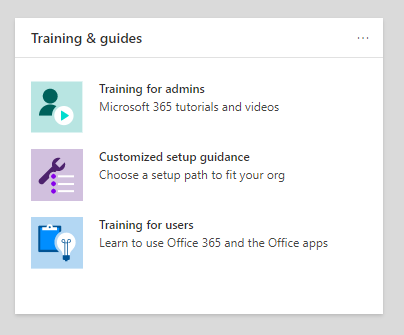 Training & guides
Training for admins
Microsoft 365 tutorials and videos
Customized setup guidance
Choose a setup path to fit your org
Training for users
Learn to use Office 365 and the Office apps